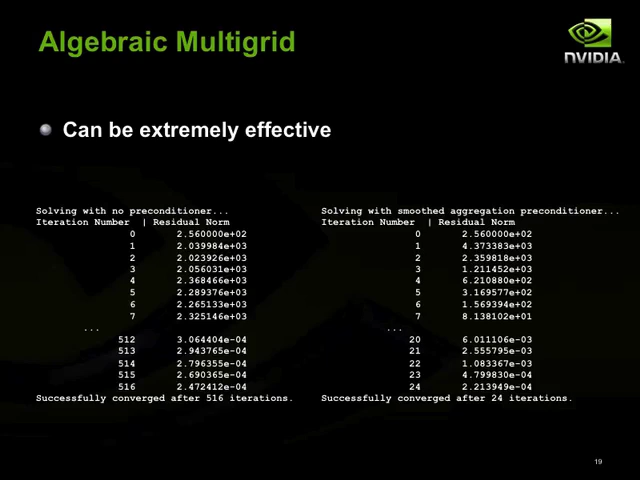 Algebraic Multigrid
NVIDIA
Can be extremely effective
Solving with no preconditioner...
Iteration Number | Residual Norm
0 2.560000e+02
1 2.039984e+03
2 2.023926e+03
3 2.056031e+03
4 2.368466e+03
5 2.289376e+03
6 2.265133e+03
7 2.325146e+03
...
512 3.064404e-04
513 2.943765e-04
514 2.796355e-04
515 2.690365e-04
516 2.472412e-04
Successfully converged after 516 iterations.
Solving with smoothed aggregation preconditioner...
Iteration Number | Residual Norm
0 2.560000e+02
1 4.373383e+03
2 2.359818e+03
3 1.211452e+03
4 6.210880e+02
5 3.169577e+02
6 1.569394e+02
7 8.138102e+01
...
20 6.011106e-03
21 2.555795e-03
22 1.083367e-03
23 4.799830e-04
24 2.213949e-04
Successfully converged after 24 iterations.
19